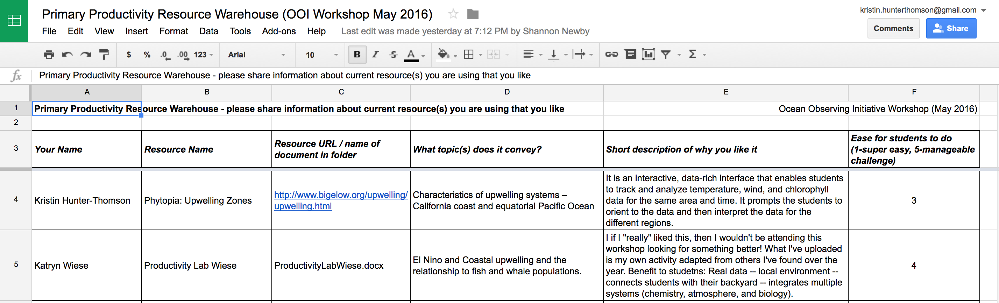 Primary Productivity Resource Warehouse (OOI Workshop May 2016)
kristin.hunterthomson@gmail.com
File Edit View Insert Format Data Tools Add-ons Help Last edit was made yesterday at 7:12 PM by Shannon Newby
Comments Share
$ % .0 .00 123 Arial 10 B I S A Σ
fx Primary Productivity Resource Warehouse - please share information about current resource(s) you are using that you like
A B C D E F
1 Primary Productivity Resource Warehouse - please share information about current resource(s) you are using that you like Ocean Observing Initiative Workshop (May 2016)
2
3
Your Name
Resource Name
Resource URL / name of
document in folder
What topic(s) does it convey?
Short description of why you like it
Ease for students to do
(1-super easy, 5-manageable
challenge)
4
Kristin Hunter-Thomson
Phytopia: Upwelling Zones
http://www.bigelow.org/upwelling/
upwelling.html
Characteristics of upwelling systems –
California coast and equatorial Pacific Ocean
It is an interactive, data-rich interface that enables students
to track and analyze temperature, wind, and chlorophyll
data for the same area and time. It prompts the students to
orient to the data and then interpret the data for the
different regions.
3
5
Katryn Wiese
Productivity Lab Wiese
ProductivityLabWiese.docx
El Nino and Coastal upwelling and the
relationship to fish and whale populations.
I if I "really" liked this, then I wouldn't be attending this
workshop looking for something better! What I've uploaded
is my own activity adapted from others I've found over the
year. Benefit to studetns: Real data -- local environment --
connects students with their backyard -- integrates multiple
systems (chemistry, atmosphere, and biology).
4